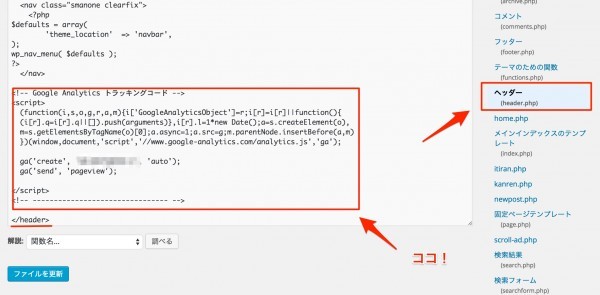 <nav class="smanone clearfix">
<?php
$defaults = array(
'theme_location' => 'navbar',
);
wp_nav_menu( $defaults );
?>
</nav>
<!-- Google Analytics トラッキングコード -->
<script>
(function(i,s,o,g,r,a,m){i['GoogleAnalyticsObject']=r;i[r]=i[r]||function(){
(i[r].q=i[r].q||[]).push(arguments)},i[r].l=1*new Date();a=s.createElement(o),
m=s.getElementsByTagName(o)[0];a.async=1;a.src=g;m.parentNode.insertBefore(a,m)
})(window,document,'script','//www.google-analytics.com/analytics.js','ga');
ga('create', 'auto');
ga('send', 'pageview');
</script>
<!-- -------------------------------- -->
</header>
解説: 関数名... 調べる
ココ！
ファイルを更新
コメント
(comments.php)
フッター
(footer.php)
テーマのための関数
(functions.php)
ヘッダー
(header.php)
home.php
メインインデックスのテンプ
レート
(index.php)
itiran.php
kanren.php
newpost.php
固定ページテンプレート
(page.php)
scroll-ad.php
検索結果
(search.php)
検索フォーム
(searchform.php)